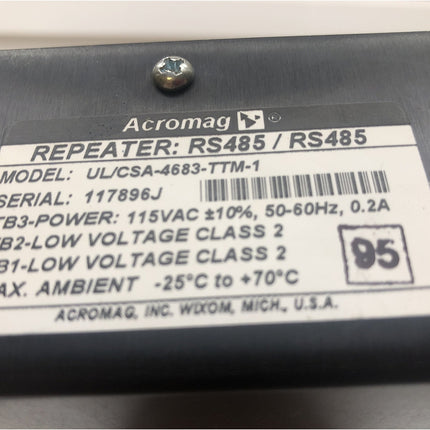 Acromag ©
REPEATER: RS485 / RS485
MODEL: UL/CSA-4683-TTM-1
SERIAL: 117896J
TB3-POWER: 115VAC ±10%, 50-60Hz, 0.2A
TB2-LOW VOLTAGE CLASS 2
B1-LOW VOLTAGE CLASS 2
AX. AMBIENT -25°C to +70°C
95
ACROMAG, INC. WIXOM, MICH., U.S.A.